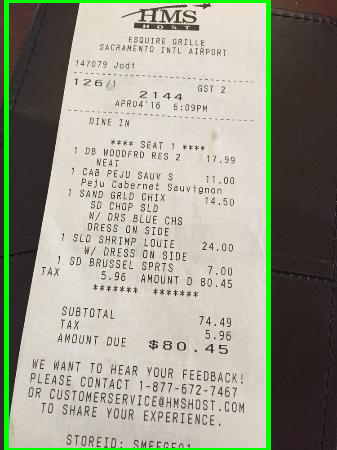 HMS
HOST
ESQUIRE GRILLE
SACRAMENTO INTL AIRPORT
147079 Jodi
126/1 GST 2
2144
APR04'16 6:09PM
DINE IN
**** SEAT 1 ****
1 DB WOODFRD RES 2 17.99
NEAT
1 CAB PEJU SAUV S 11.00
Peju Cabernet Sauvignon
1 SAND GRLD CHIX 14.50
SD CHOP SLD
W/ DRS BLUE CHS
DRESS ON SIDE
1 SLD SHRIMP LOUIE 24.00
W/ DRESS ON SIDE
1 SD BRUSSEL SPRTS 7.00
TAX 5.96 AMOUNT D 80.45
******* *******
SUBTOTAL 74.49
TAX 5.96
AMOUNT DUE $80.45
WE WANT TO HEAR YOUR FEEDBACK!
PLEASE CONTACT 1-877-672-7467
OR CUSTOMERSERVICE@HMSHOST.COM
TO SHARE YOUR EXPERIENCE.
STOREID: